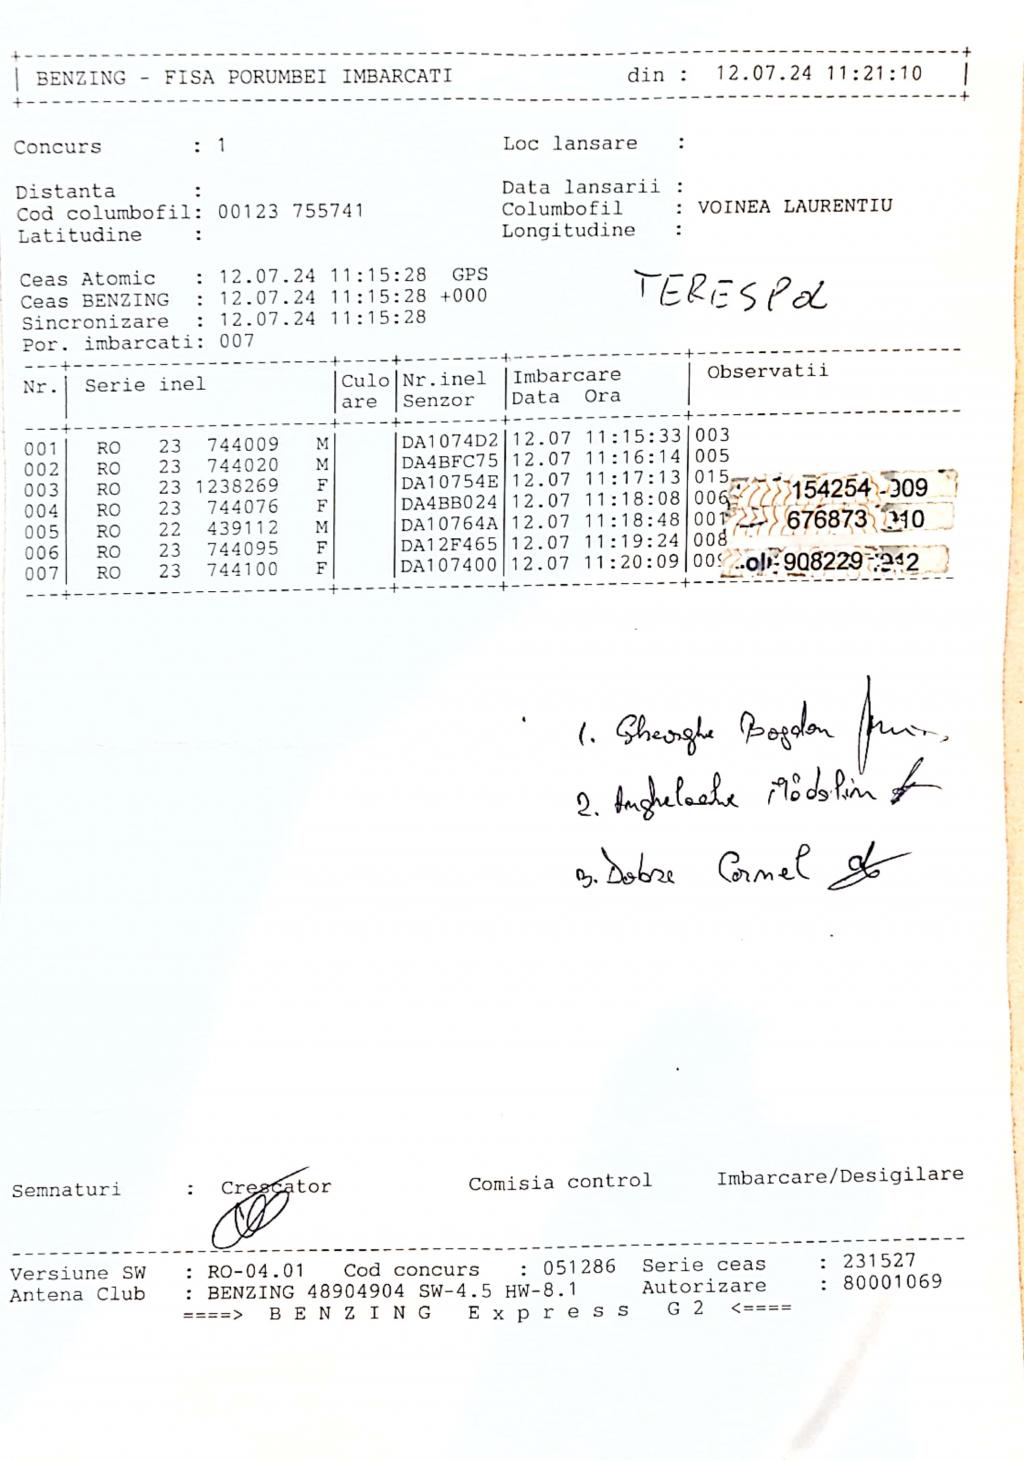 BENZING - FISA PORUMBEI IMBARCATI din : 12.07.24 11:21:10
Concurs : 1 Loc lansare :
Distanta : Data lansarii :
Cod columbofil: 00123 755741 Columbofil : VOINEA LAURENTIU
Latitudine : Longitudine :
Ceas Atomic : 12.07.24 11:15:28 GPS
Ceas BENZING : 12.07.24 11:15:28 +000
Sincronizare : 12.07.24 11:15:28
Por. imbarcati: 007
TERESPOL
Nr. Serie inel Culo Nr.inel Imbarcare Observatii
are Senzor Data Ora
001 RO 23 744009 M DA1074D2 12.07 11:15:33 003
002 RO 23 744020 M DA4BFC75 12.07 11:16:14 005
003 RO 23 1238269 F DA10754E 12.07 11:17:13 015
004 RO 23 744076 F DA4BB024 12.07 11:18:08 006 154254
005 RO 22 439112 M DA10764A 12.07 11:18:48 001 676873
006 RO 23 744095 F DA12F465 12.07 11:19:24 008
007 RO 23 744100 F DA107400 12.07 11:20:09 908229
1. Gheorghe Bogdan
2. Anghelache Mădălin
3. Dobre Cornel
Semnaturi : Crescator Comisia control Imbarcare/Desigilare
Versiune SW : RO-04.01 Cod concurs : 051286 Serie ceas : 231527
Antena Club : BENZING 48904904 SW-4.5 HW-8.1 Autorizare : 80001069
====> B E N Z I N G E x p r e s s G 2 <====